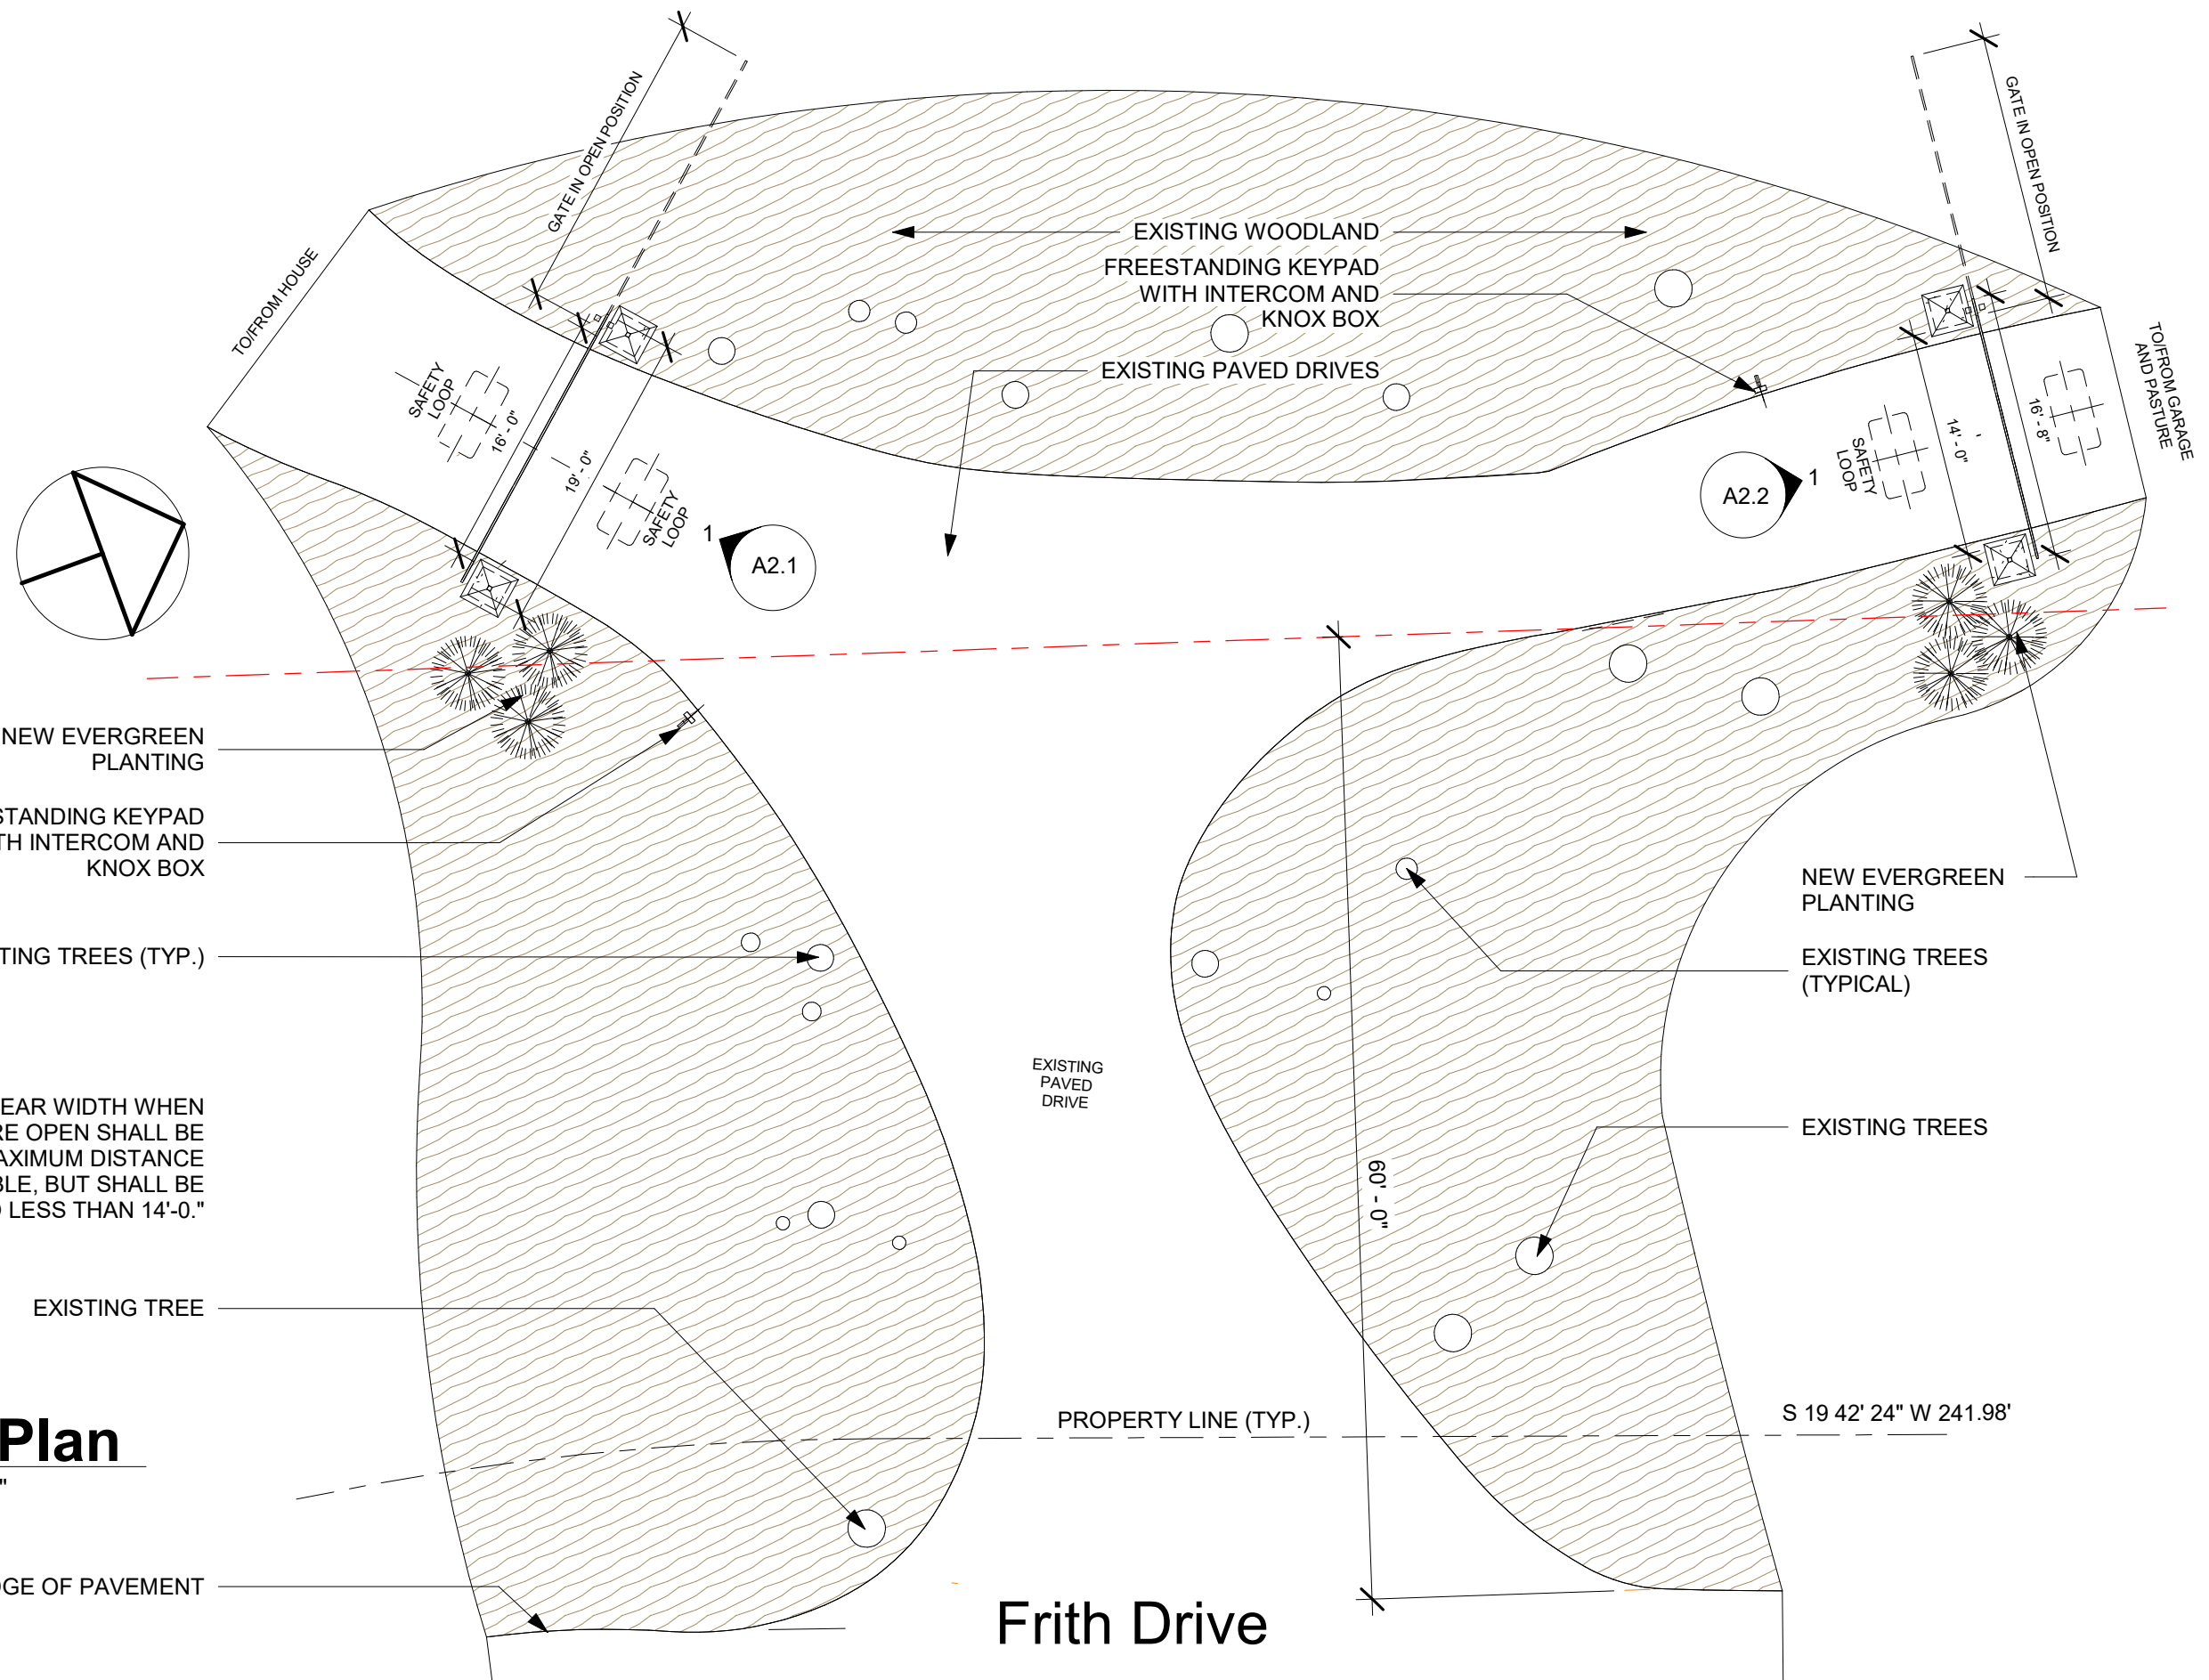 GATE IN OPEN POSITION
GATE IN OPEN POSITION
EXISTING WOODLAND
FREESTANDING KEYPAD
WITH INTERCOM AND
KNOX BOX
EXISTING PAVED DRIVES
TO/FROM HOUSE
SAFETY
LOOP
16' - 0"
19' - 0"
SAFETY
LOOP
1
A2.1
A2.2
1
SAFETY
LOOP
14' - 0"
16' - 8"
TO/FROM GARAGE
AND PASTURE
NEW EVERGREEN
PLANTING
STANDING KEYPAD
TH INTERCOM AND
KNOX BOX
TING TREES (TYP.)
EAR WIDTH WHEN
RE OPEN SHALL BE
AXIMUM DISTANCE
BLE, BUT SHALL BE
LESS THAN 14'-0."
EXISTING TREE
Plan
"
GE OF PAVEMENT
EXISTING
PAVED
DRIVE
60' - 0"
NEW EVERGREEN
PLANTING
EXISTING TREES
(TYPICAL)
EXISTING TREES
PROPERTY LINE (TYP.)
S 19 42' 24" W 241.98'
Frith Drive